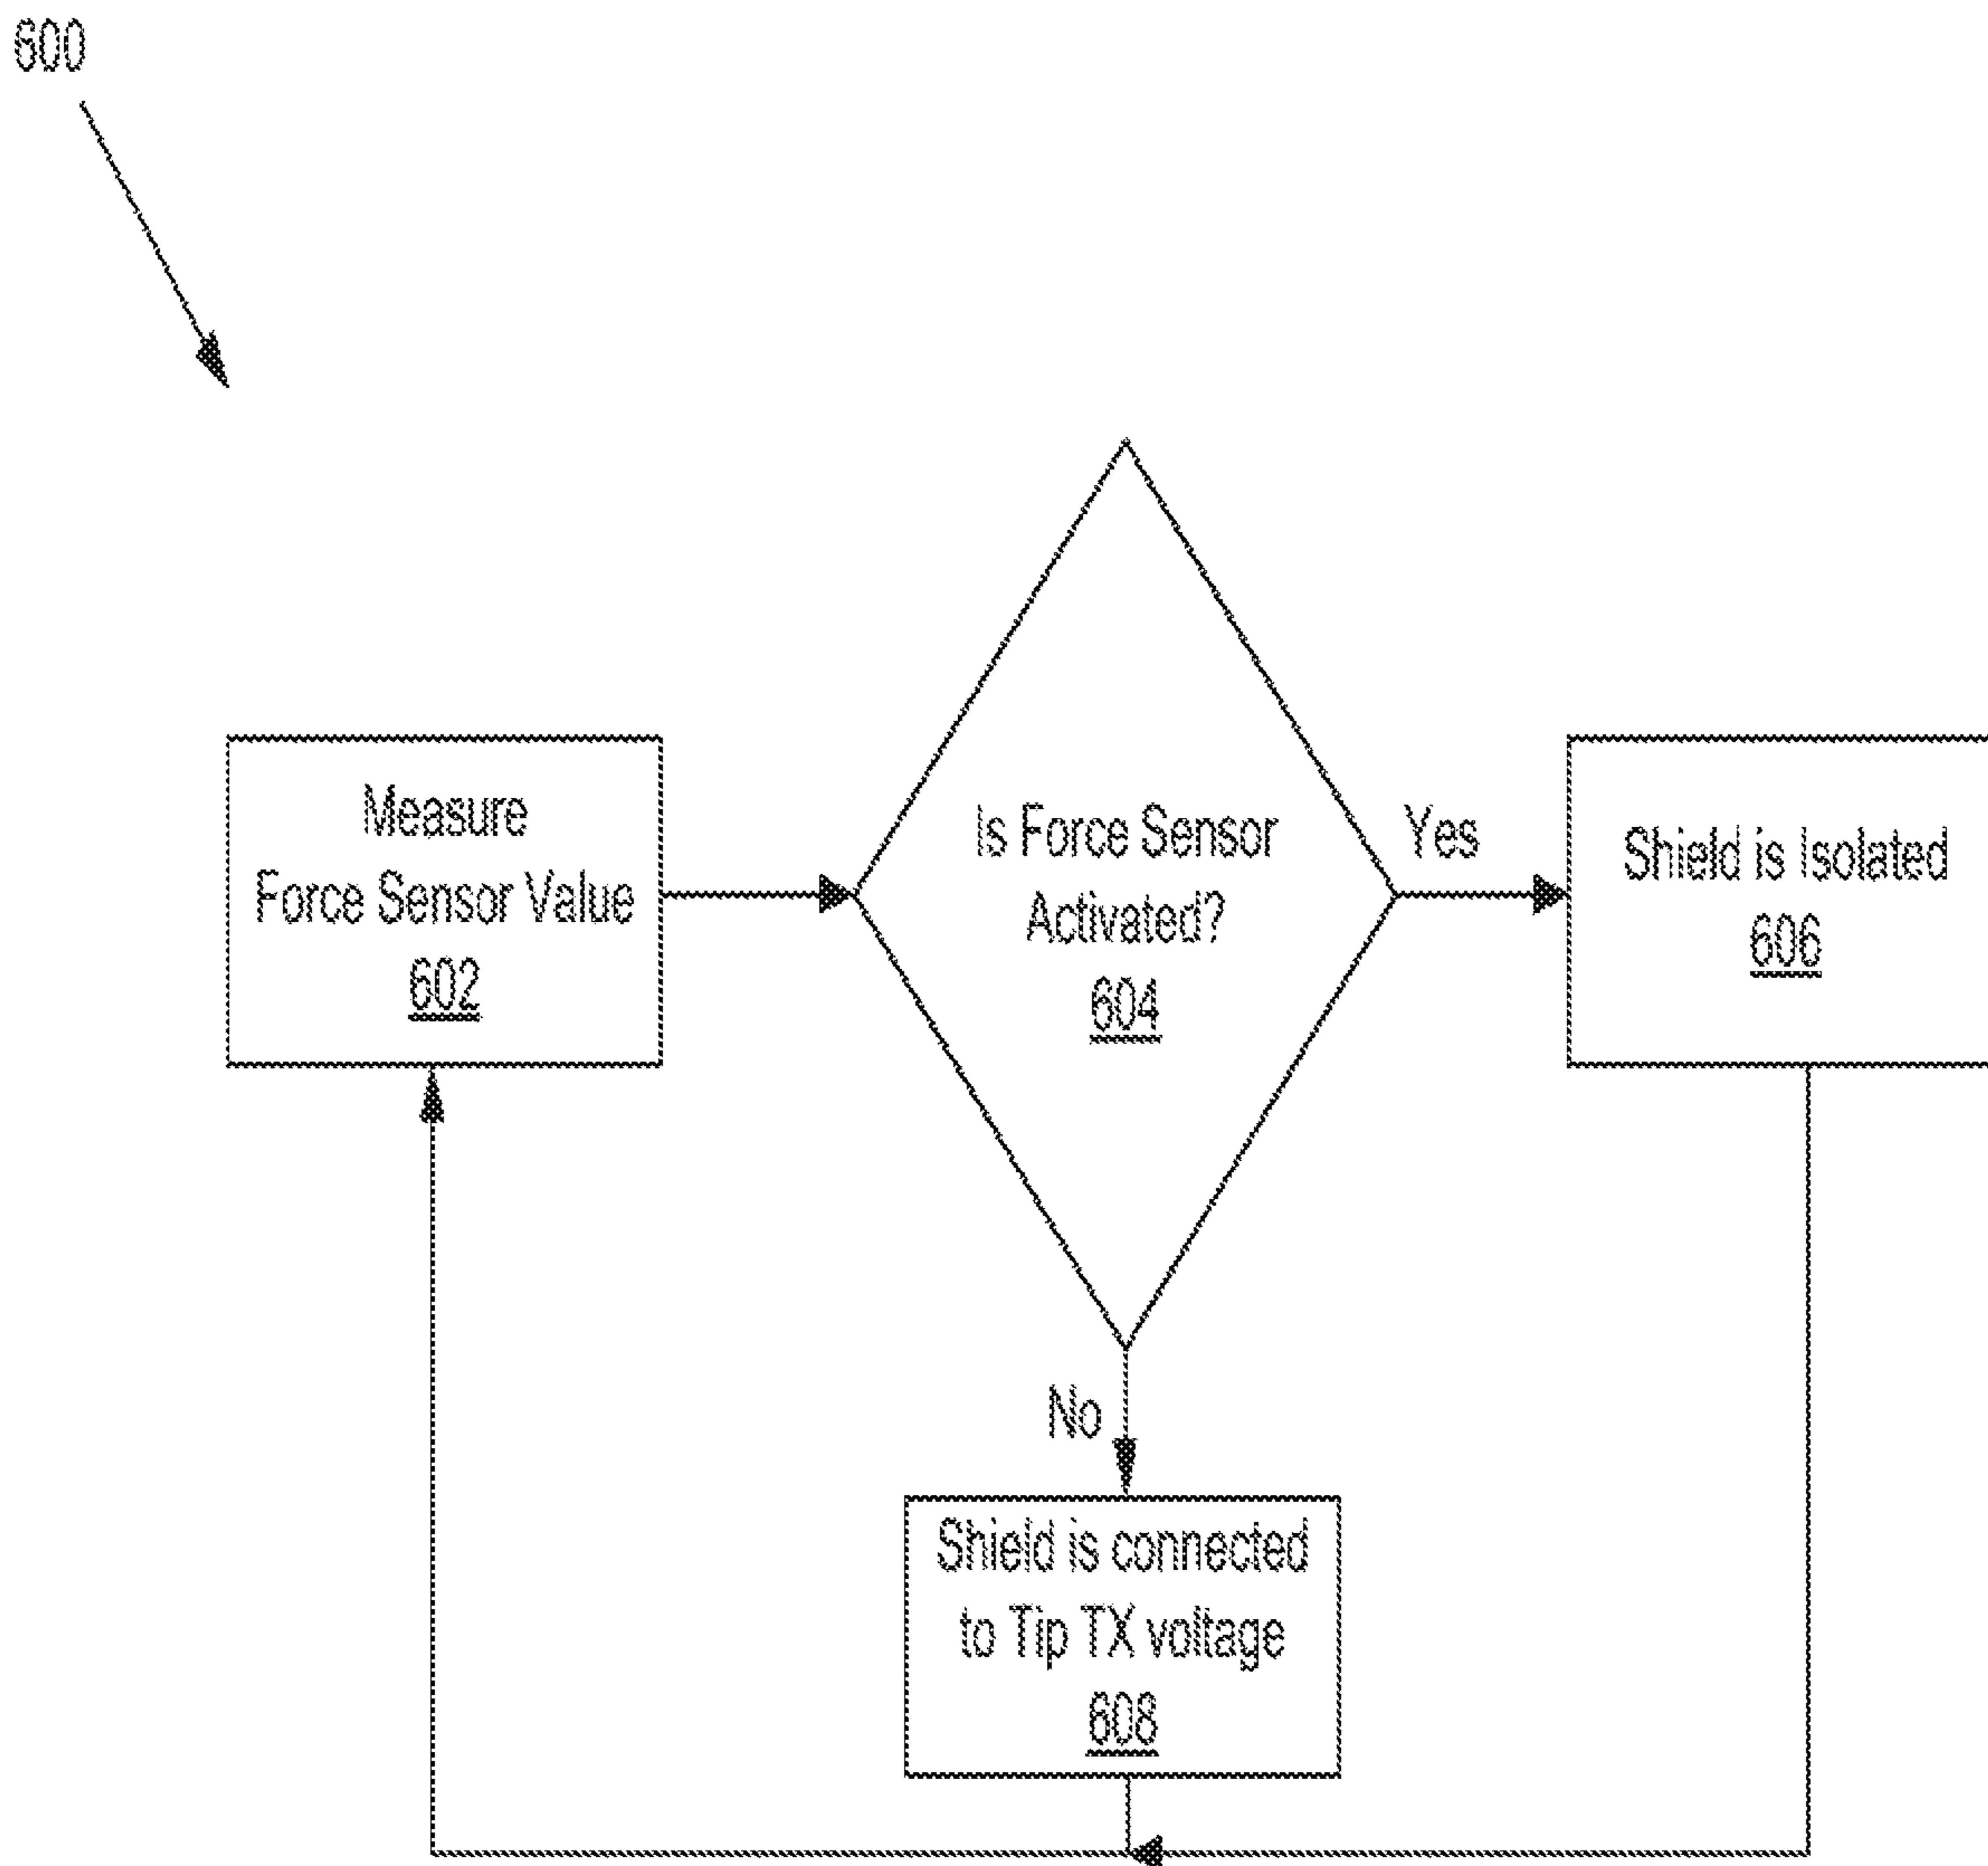 600
Measure
Force Sensor Value
602
Is Force Sensor
Activated?
604
Yes
Shield is Isolated
606
No
Shield is connected
to Tip TX voltage
608